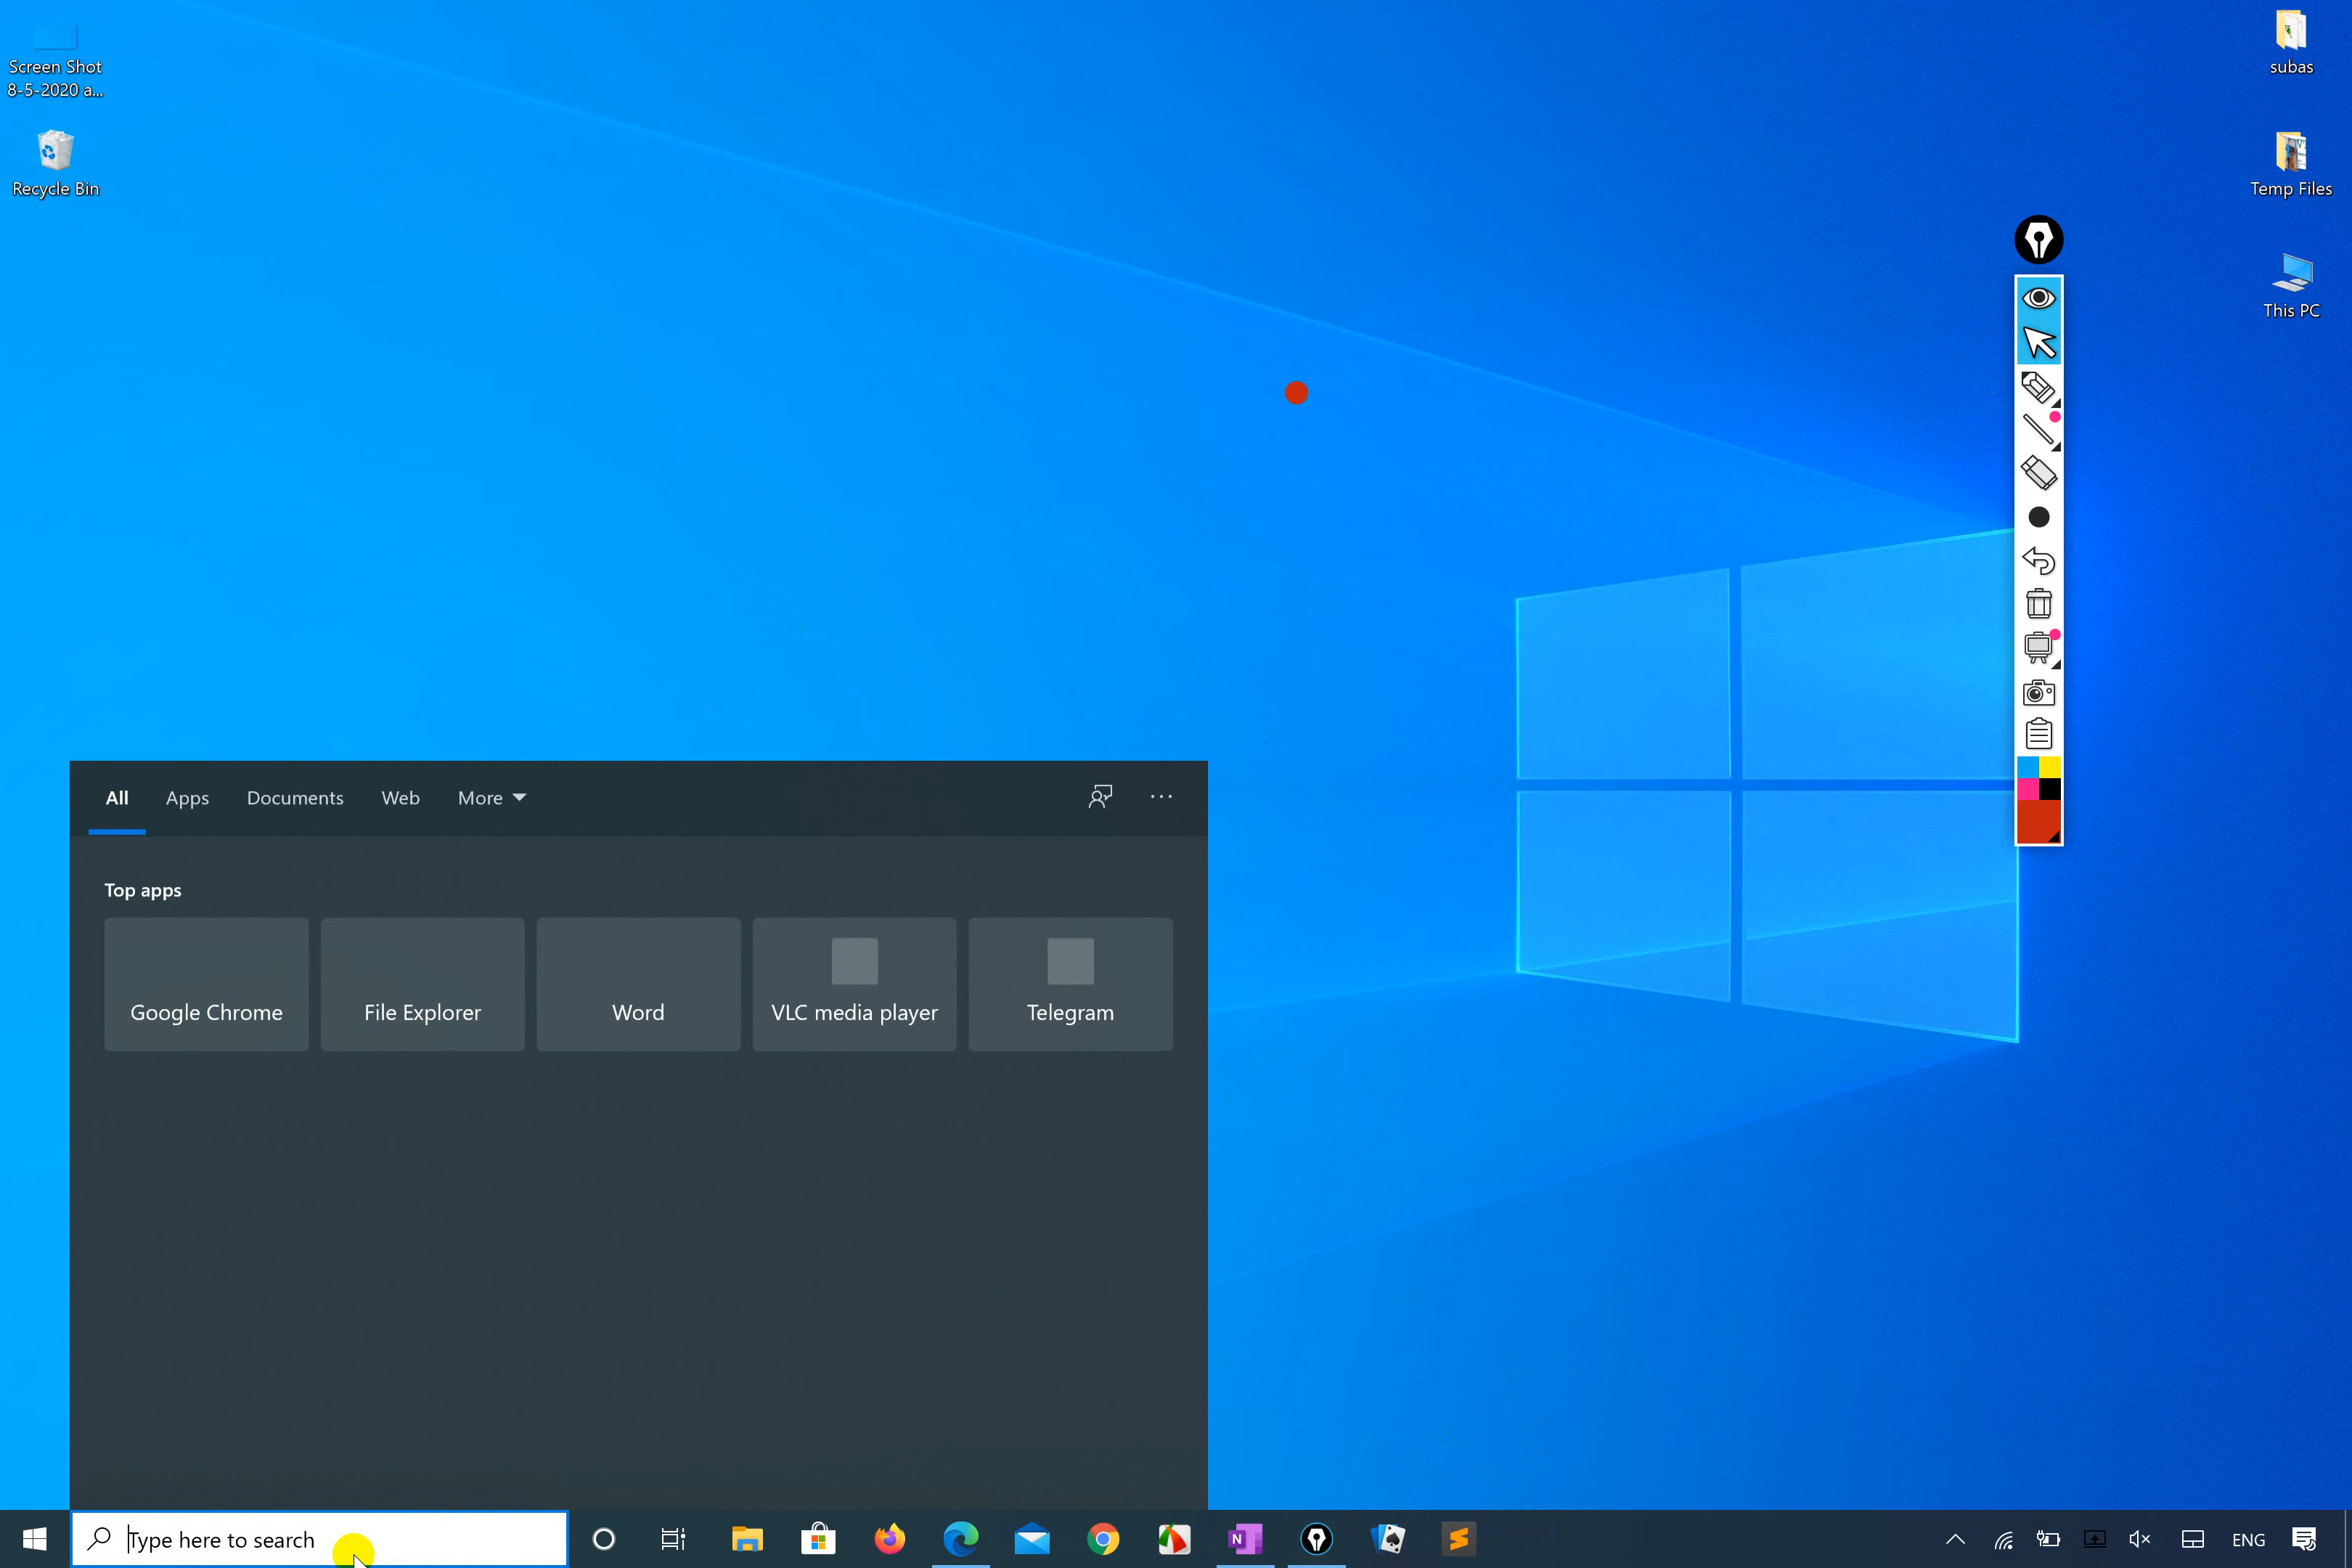 Screen Shot
8-5-2020 a...
Recycle Bin
subas
Temp Files
This PC
All Apps Documents Web More
Top apps
Google Chrome File Explorer Word VLC media player Telegram
Type here to search
ENG